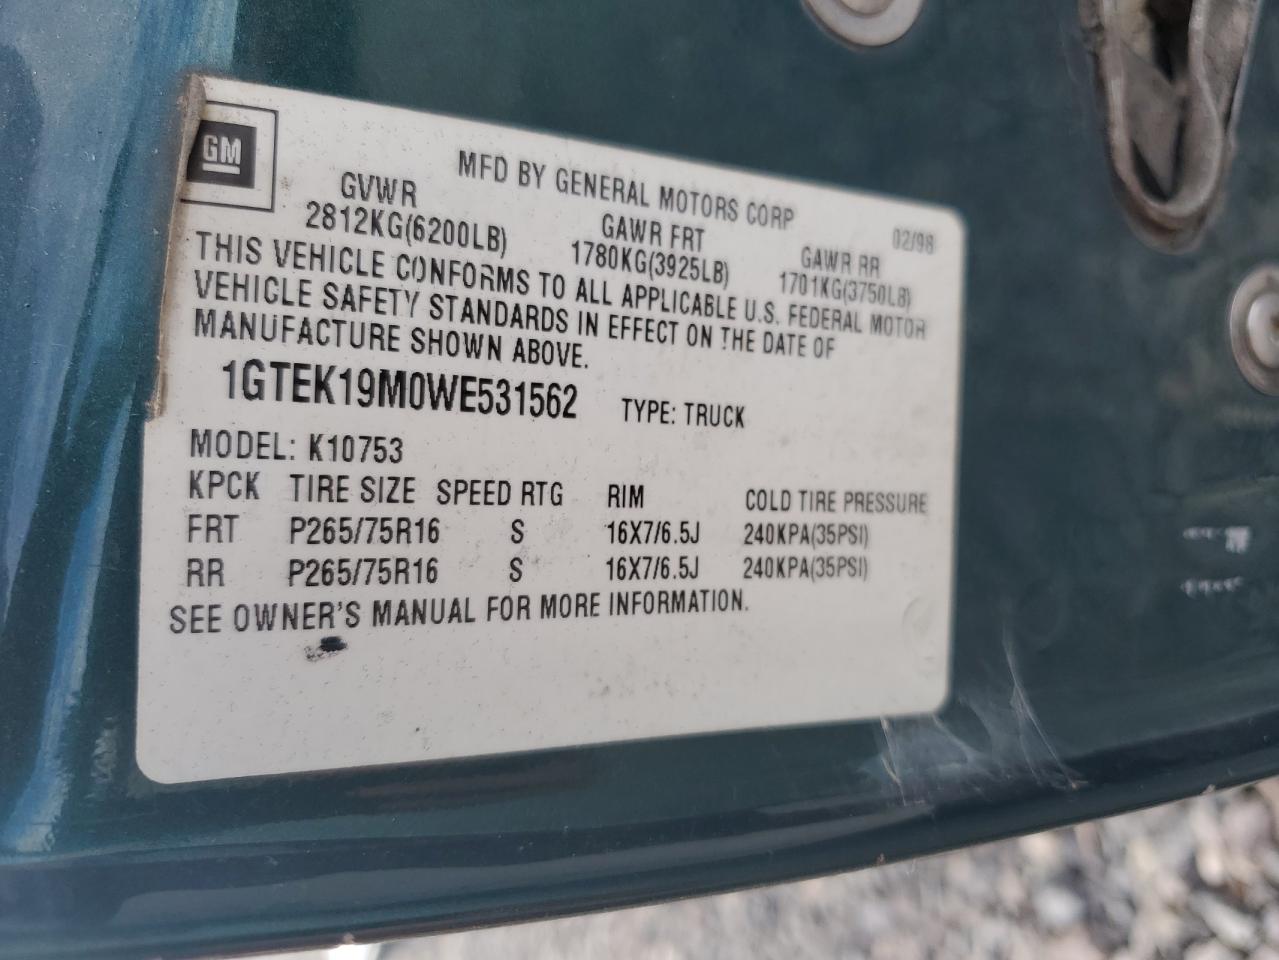 GM
MFD BY GENERAL MOTORS CORP 02/98
GVWR GAWR FRT GAWR RR
2812KG(6200LB) 1780KG(3925LB) 1701KG(3750LB)
THIS VEHICLE CONFORMS TO ALL APPLICABLE U.S. FEDERAL MOTOR
VEHICLE SAFETY STANDARDS IN EFFECT ON THE DATE OF
MANUFACTURE SHOWN ABOVE.
1GTEK19M0WE531562 TYPE: TRUCK
MODEL: K10753
KPCK TIRE SIZE SPEED RTG RIM COLD TIRE PRESSURE
FRT P265/75R16 S 16X7/6.5J 240KPA(35PSI)
RR P265/75R16 S 16X7/6.5J 240KPA(35PSI)
SEE OWNER'S MANUAL FOR MORE INFORMATION.